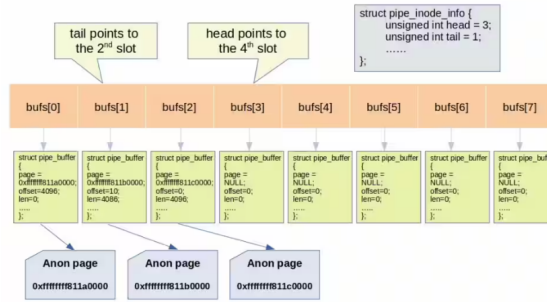 tail points to
the 2nd slot
head points to
the 4th slot
struct pipe_inode_info {
unsigned int head = 3;
unsigned int tail = 1;
......
};
bufs[0]
bufs[1]
bufs[2]
bufs[3]
bufs[4]
bufs[5]
bufs[6]
bufs[7]
struct pipe_buffer
{
page =
0xffffffff811a0000;
offset=4096;
len=0;
.....
};
struct pipe_buffer
{
page =
0xffffffff811b0000;
offset=10;
len=4086;
.....
};
struct pipe_buffer
{
page =
0xffffffff811c0000;
offset=0;
len=4096;
.....
};
struct pipe_buffer
{
page =
NULL;
offset=0;
len=0;
.....
};
struct pipe_buffer
{
page =
NULL;
offset=0;
len=0;
.....
};
struct pipe_buffer
{
page =
NULL;
offset=0;
len=0;
.....
};
struct pipe_buffer
{
page =
NULL;
offset=0;
len=0;
.....
};
struct pipe_buffer
{
page =
NULL;
offset=0;
len=0;
.....
};
Anon page
0xffffffff811a0000
Anon page
0xffffffff811b0000
Anon page
0xffffffff811c0000